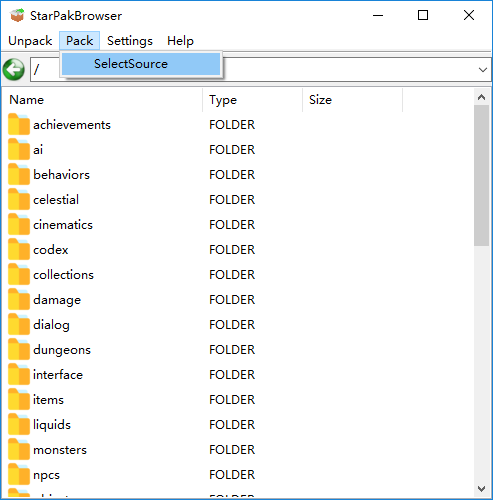 StarPakBrowser
Unpack Pack Settings Help
SelectSource
/
Name Type Size
achievements FOLDER
ai FOLDER
behaviors FOLDER
celestial FOLDER
cinematics FOLDER
codex FOLDER
collections FOLDER
damage FOLDER
dialog FOLDER
dungeons FOLDER
interface FOLDER
items FOLDER
liquids FOLDER
monsters FOLDER
npcs FOLDER